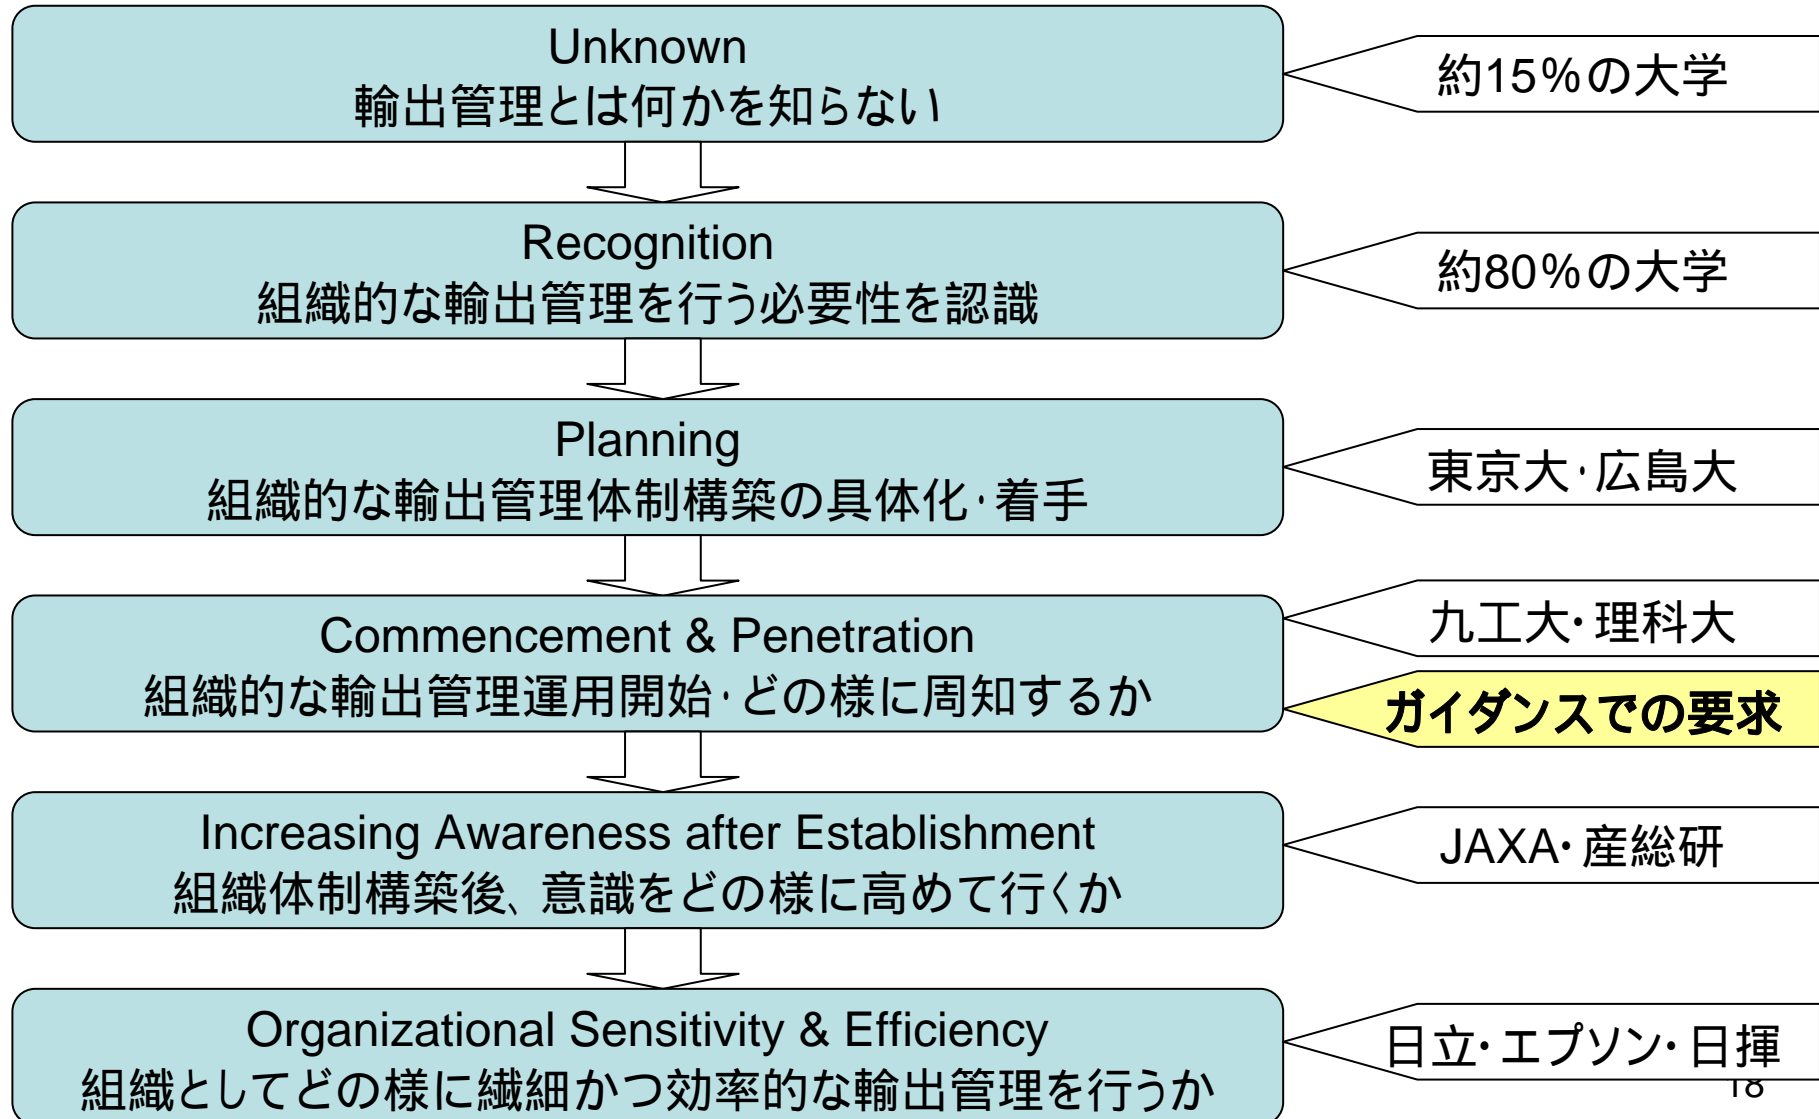 Unknown
輸出管理とは何かを知らない
約15%の大学
Recognition
組織的な輸出管理を行う必要性を認識
約80%の大学
Planning
組織的な輸出管理体制構築の具体化・着手
東京大・広島大
Commencement & Penetration
組織的な輸出管理運用開始・どの様に周知するか
九工大・理科大
ガイダンスでの要求
Increasing Awareness after Establishment
組織体制構築後、意識をどの様に高めて行くか
JAXA・産総研
Organizational Sensitivity & Efficiency
組織としてどの様に繊細かつ効率的な輸出管理を行うか
日立・エプソン・日揮
18